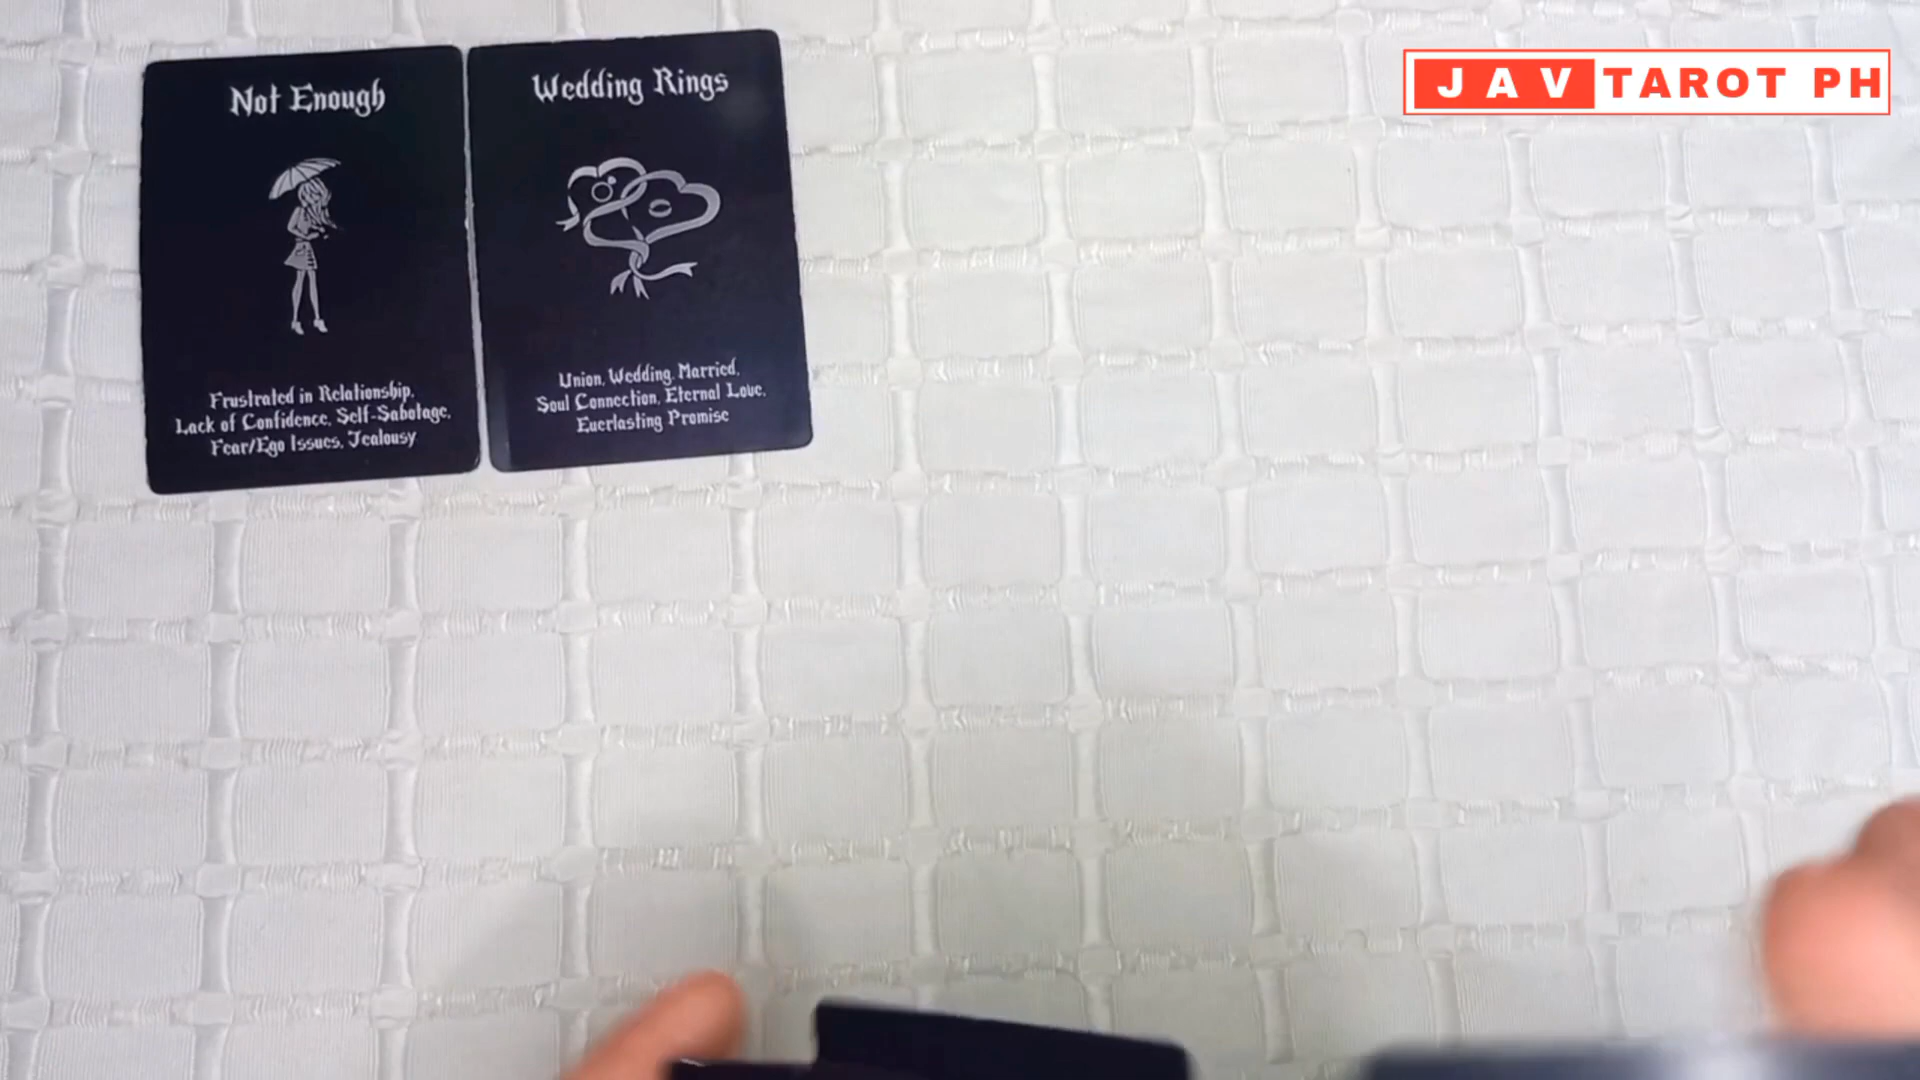 Not Enough
Frustrated in Relationship,
Lack of Confidence, Self-Sabotage,
Fear/Ego Issues, Jealousy
Wedding Rings
Union, Wedding, Married,
Soul Connection, Eternal Love,
Everlasting Promise
JAV TAROT PH